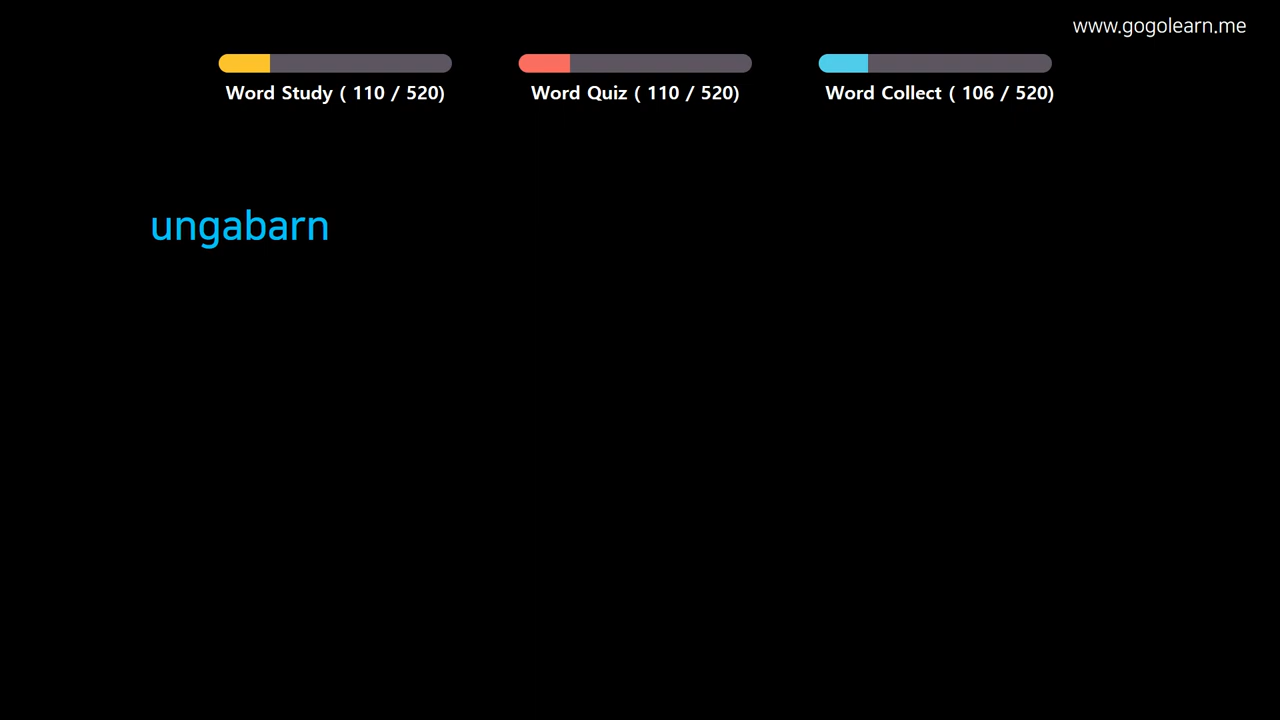 www.gogolearn.me
Word Study ( 110 / 520)
Word Quiz ( 110 / 520)
Word Collect ( 106 / 520)
ungabarn